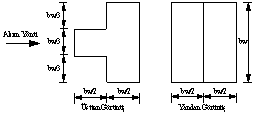 bw/3
Akım Yönü
bw/3
bw
bw/3
bw/2
bw/2
bw/2
bw/2
Üstten Görünüş
Yandan Görünüş